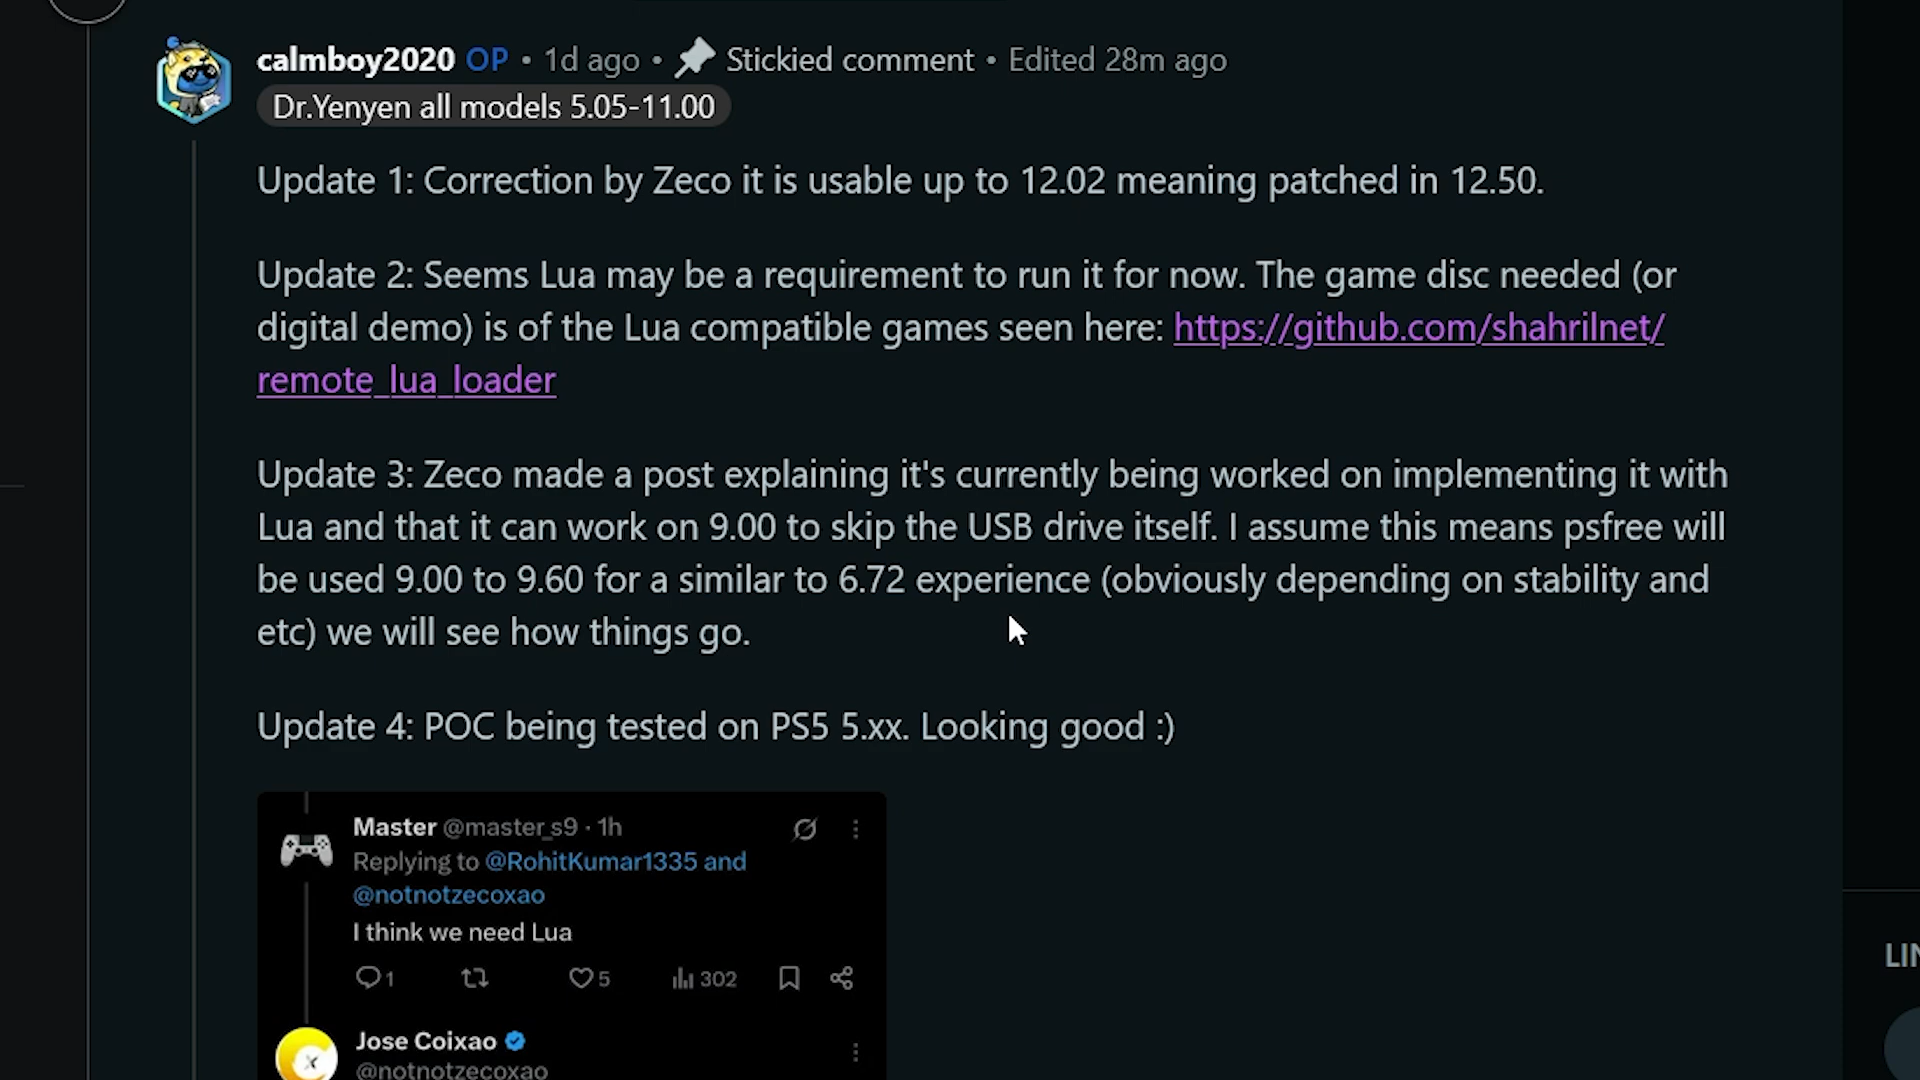 calmboy2020 OP • 1d ago • Stickied comment • Edited 28m ago
Dr.Yenyen all models 5.05-11.00
Update 1: Correction by Zeco it is usable up to 12.02 meaning patched in 12.50.
Update 2: Seems Lua may be a requirement to run it for now. The game disc needed (or
digital demo) is of the Lua compatible games seen here: https://github.com/shahrilnet/
remote_lua_loader
Update 3: Zeco made a post explaining it's currently being worked on implementing it with
Lua and that it can work on 9.00 to skip the USB drive itself. I assume this means psfree will
be used 9.00 to 9.60 for a similar to 6.72 experience (obviously depending on stability and
etc) we will see how things go.
Update 4: POC being tested on PS5 5.xx. Looking good :)
Master @master_s9 · 1h
Replying to @RohitKumar1335 and
@notnotzecoxao
I think we need Lua
1 5 302
Jose Coixao
@notnotzecoxao